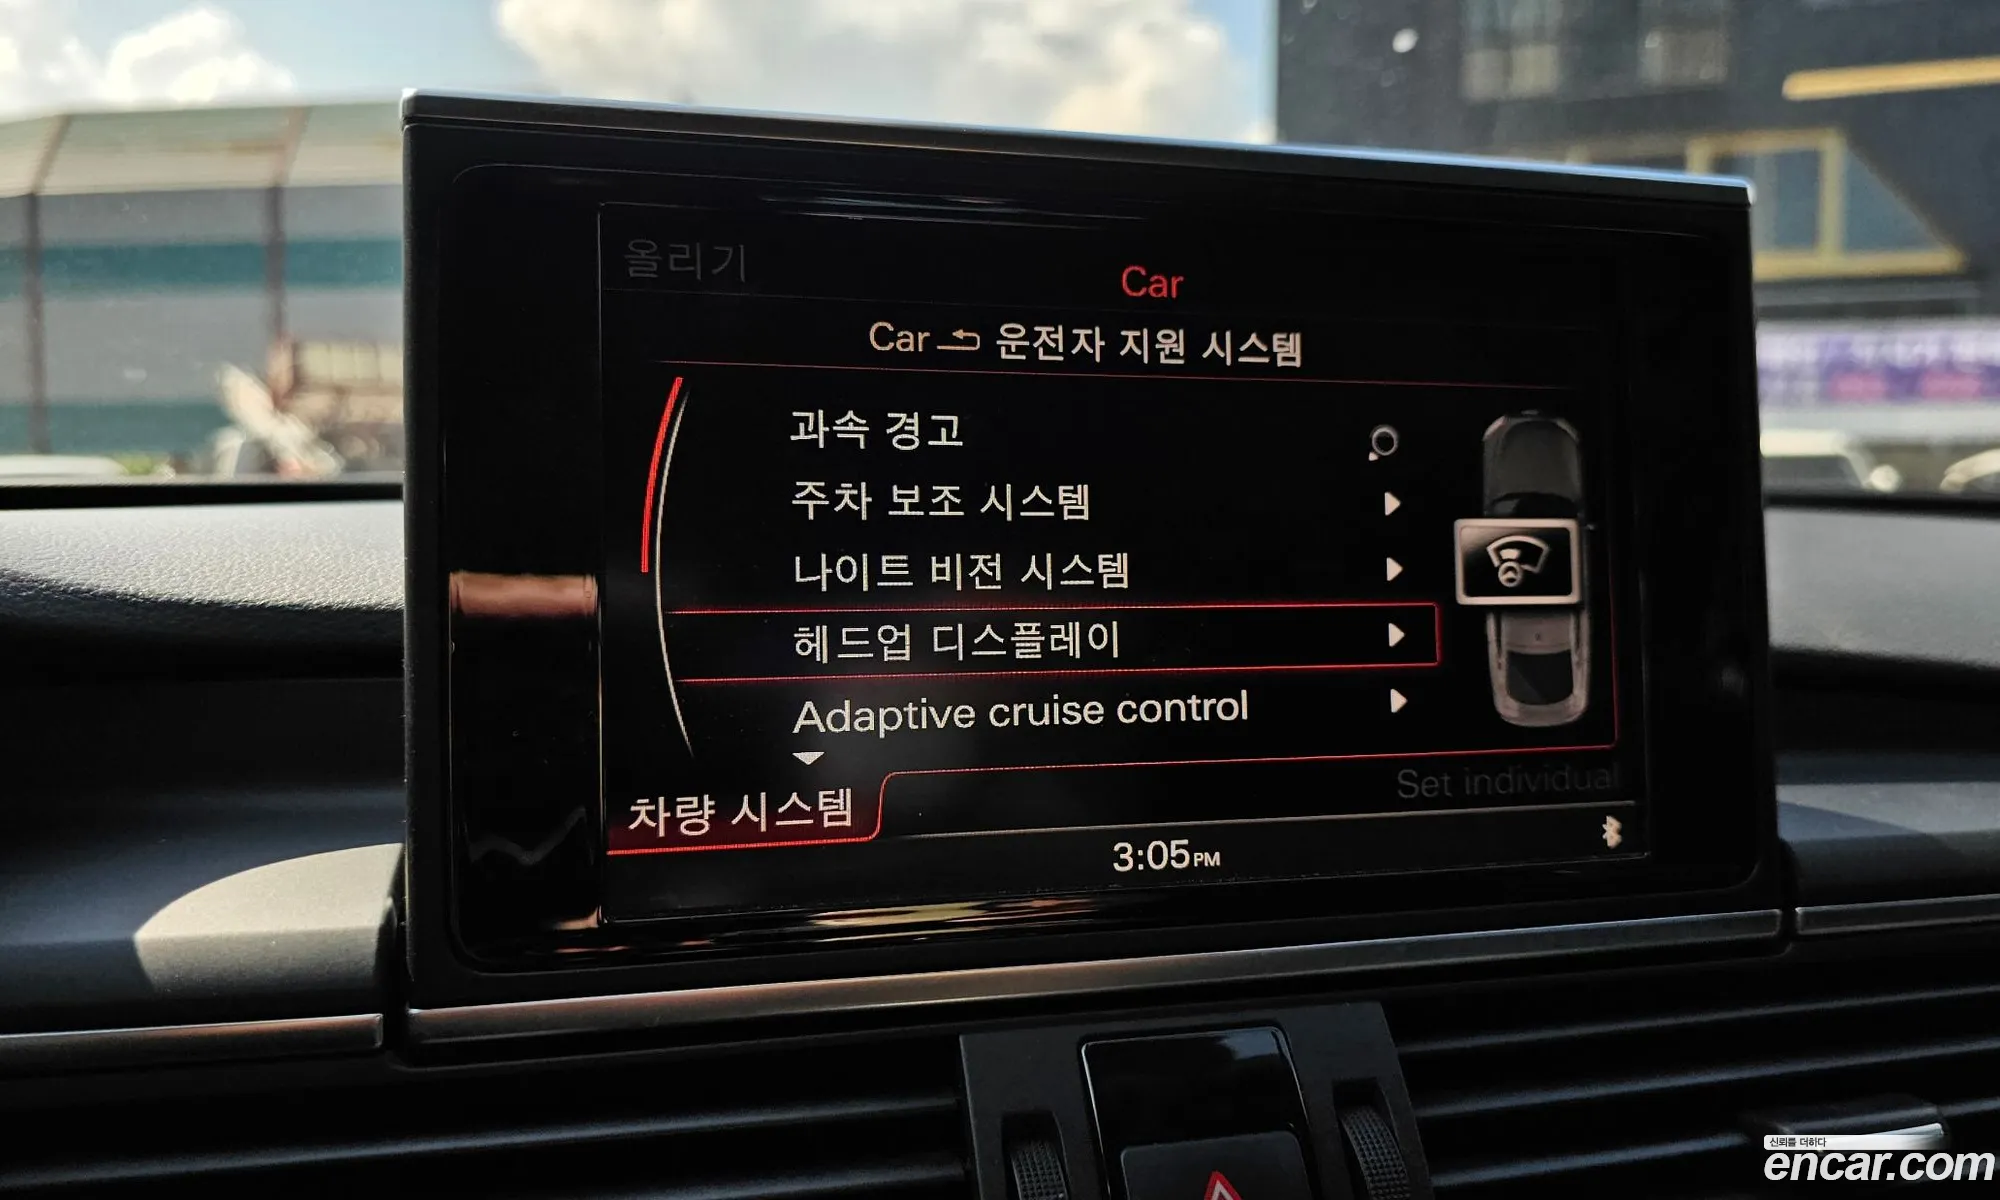 올리기
Car
Car 운전자 지원 시스템
과속 경고
주차 보조 시스템
나이트 비전 시스템
헤드업 디스플레이
Adaptive cruise control
Set individual
차량 시스템
3:05 PM
신뢰를 더하다
encar.com